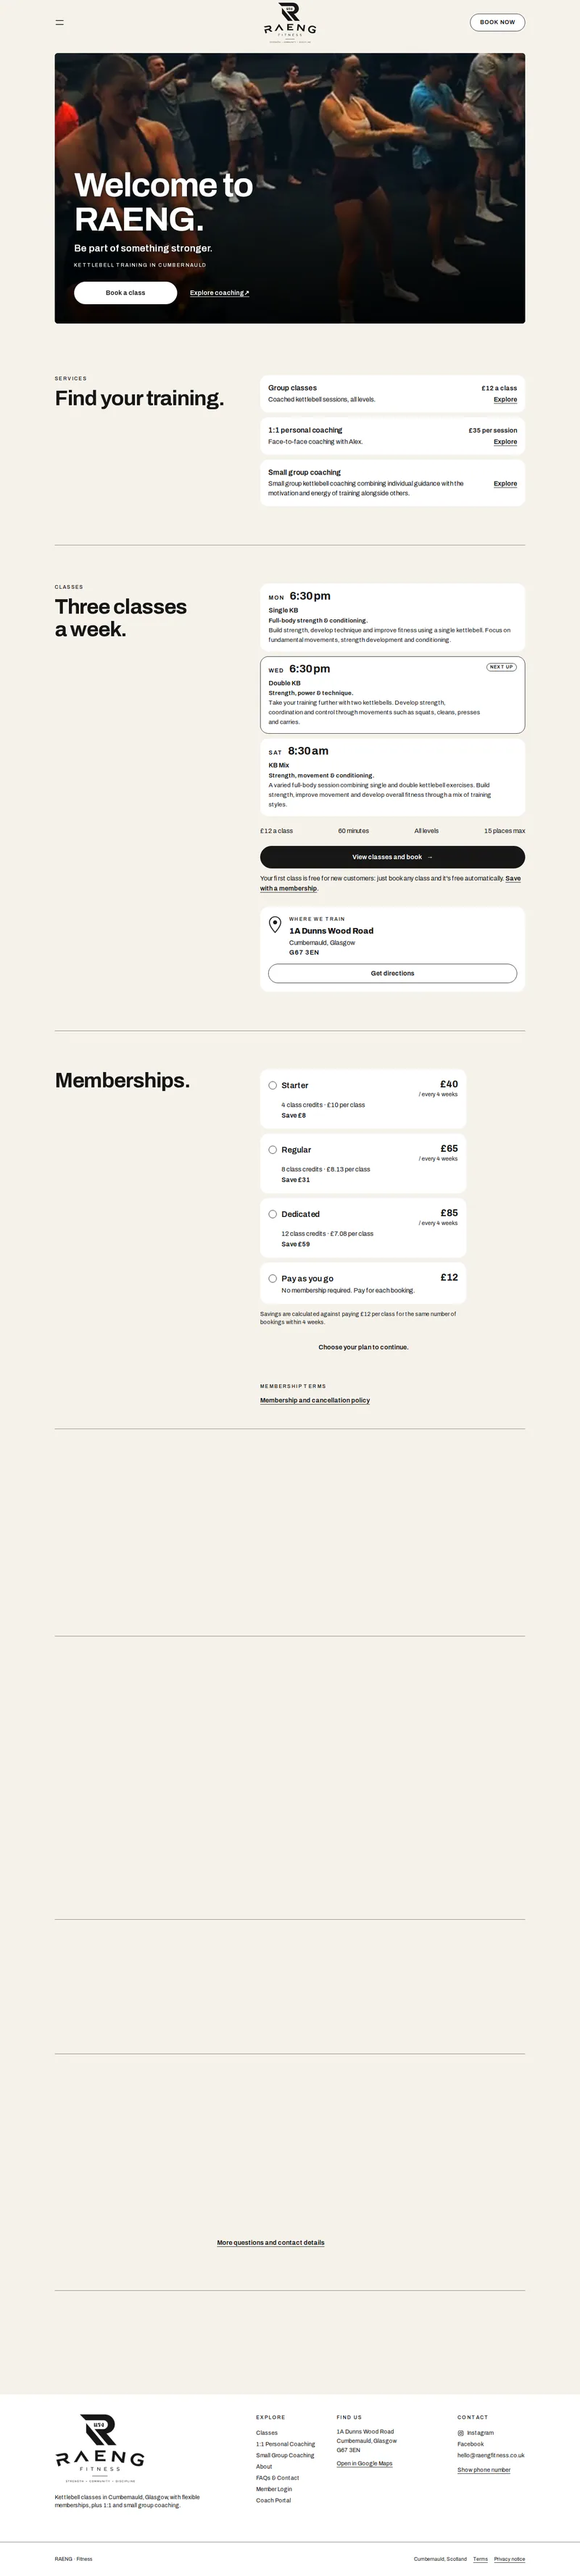 RAENG
FITNESS
STRENGTH • COMMUNITY • DISCIPLINE
BOOK NOW
Welcome to
RAENG.
Be part of something stronger.
KETTLEBELL TRAINING IN CUMBERNAULD
Book a class
Explore coaching↗
SERVICES
Find your training.
Group classes
£12 a class
Coached kettlebell sessions, all levels.
Explore
1:1 personal coaching
£35 per session
Face-to-face coaching with Alex.
Explore
Small group coaching
Small group kettlebell coaching combining individual guidance with the
motivation and energy of training alongside others.
Explore
CLASSES
Three classes
a week.
MON 6:30pm
Single KB
Full-body strength & conditioning.
Build strength, develop technique and improve fitness using a single kettlebell. Focus on
fundamental movements, strength development and conditioning.
WED 6:30pm
NEXT UP
Double KB
Strength, power & technique.
Take your training further with two kettlebells. Develop strength,
coordination and control through movements such as squats, cleans, presses
and carries.
SAT 8:30am
KB Mix
Strength, movement & conditioning.
A varied full-body session combining single and double kettlebell exercises. Build
strength, improve movement and develop overall fitness through a mix of training
styles.
£12 a class
60 minutes
All levels
15 places max
View classes and book →
Your first class is free for new customers: just book any class and it's free automatically. Save
with a membership.
WHERE WE TRAIN
1A Dunns Wood Road
Cumbernauld, Glasgow
G67 3EN
Get directions
Memberships.
Starter
£40
4 class credits · £10 per class
/ every 4 weeks
Save £8
Regular
£65
8 class credits · £8.13 per class
/ every 4 weeks
Save £31
Dedicated
£85
12 class credits · £7.08 per class
/ every 4 weeks
Save £59
Pay as you go
£12
No membership required. Pay for each booking.
Savings are calculated against paying £12 per class for the same number of
bookings within 4 weeks.
Choose your plan to continue.
MEMBERSHIP TERMS
Membership and cancellation policy
More questions and contact details
RAENG
FITNESS
STRENGTH • COMMUNITY • DISCIPLINE
Kettlebell classes in Cumbernauld, Glasgow, with flexible
memberships, plus 1:1 and small group coaching.
EXPLORE
Classes
1:1 Personal Coaching
Small Group Coaching
About
FAQs & Contact
Member Login
Coach Portal
FIND US
1A Dunns Wood Road
Cumbernauld, Glasgow
G67 3EN
Open in Google Maps
CONTACT
Instagram
Facebook
hello@raengfitness.co.uk
Show phone number
RAENG · Fitness
Cumbernauld, Scotland
Terms
Privacy notice